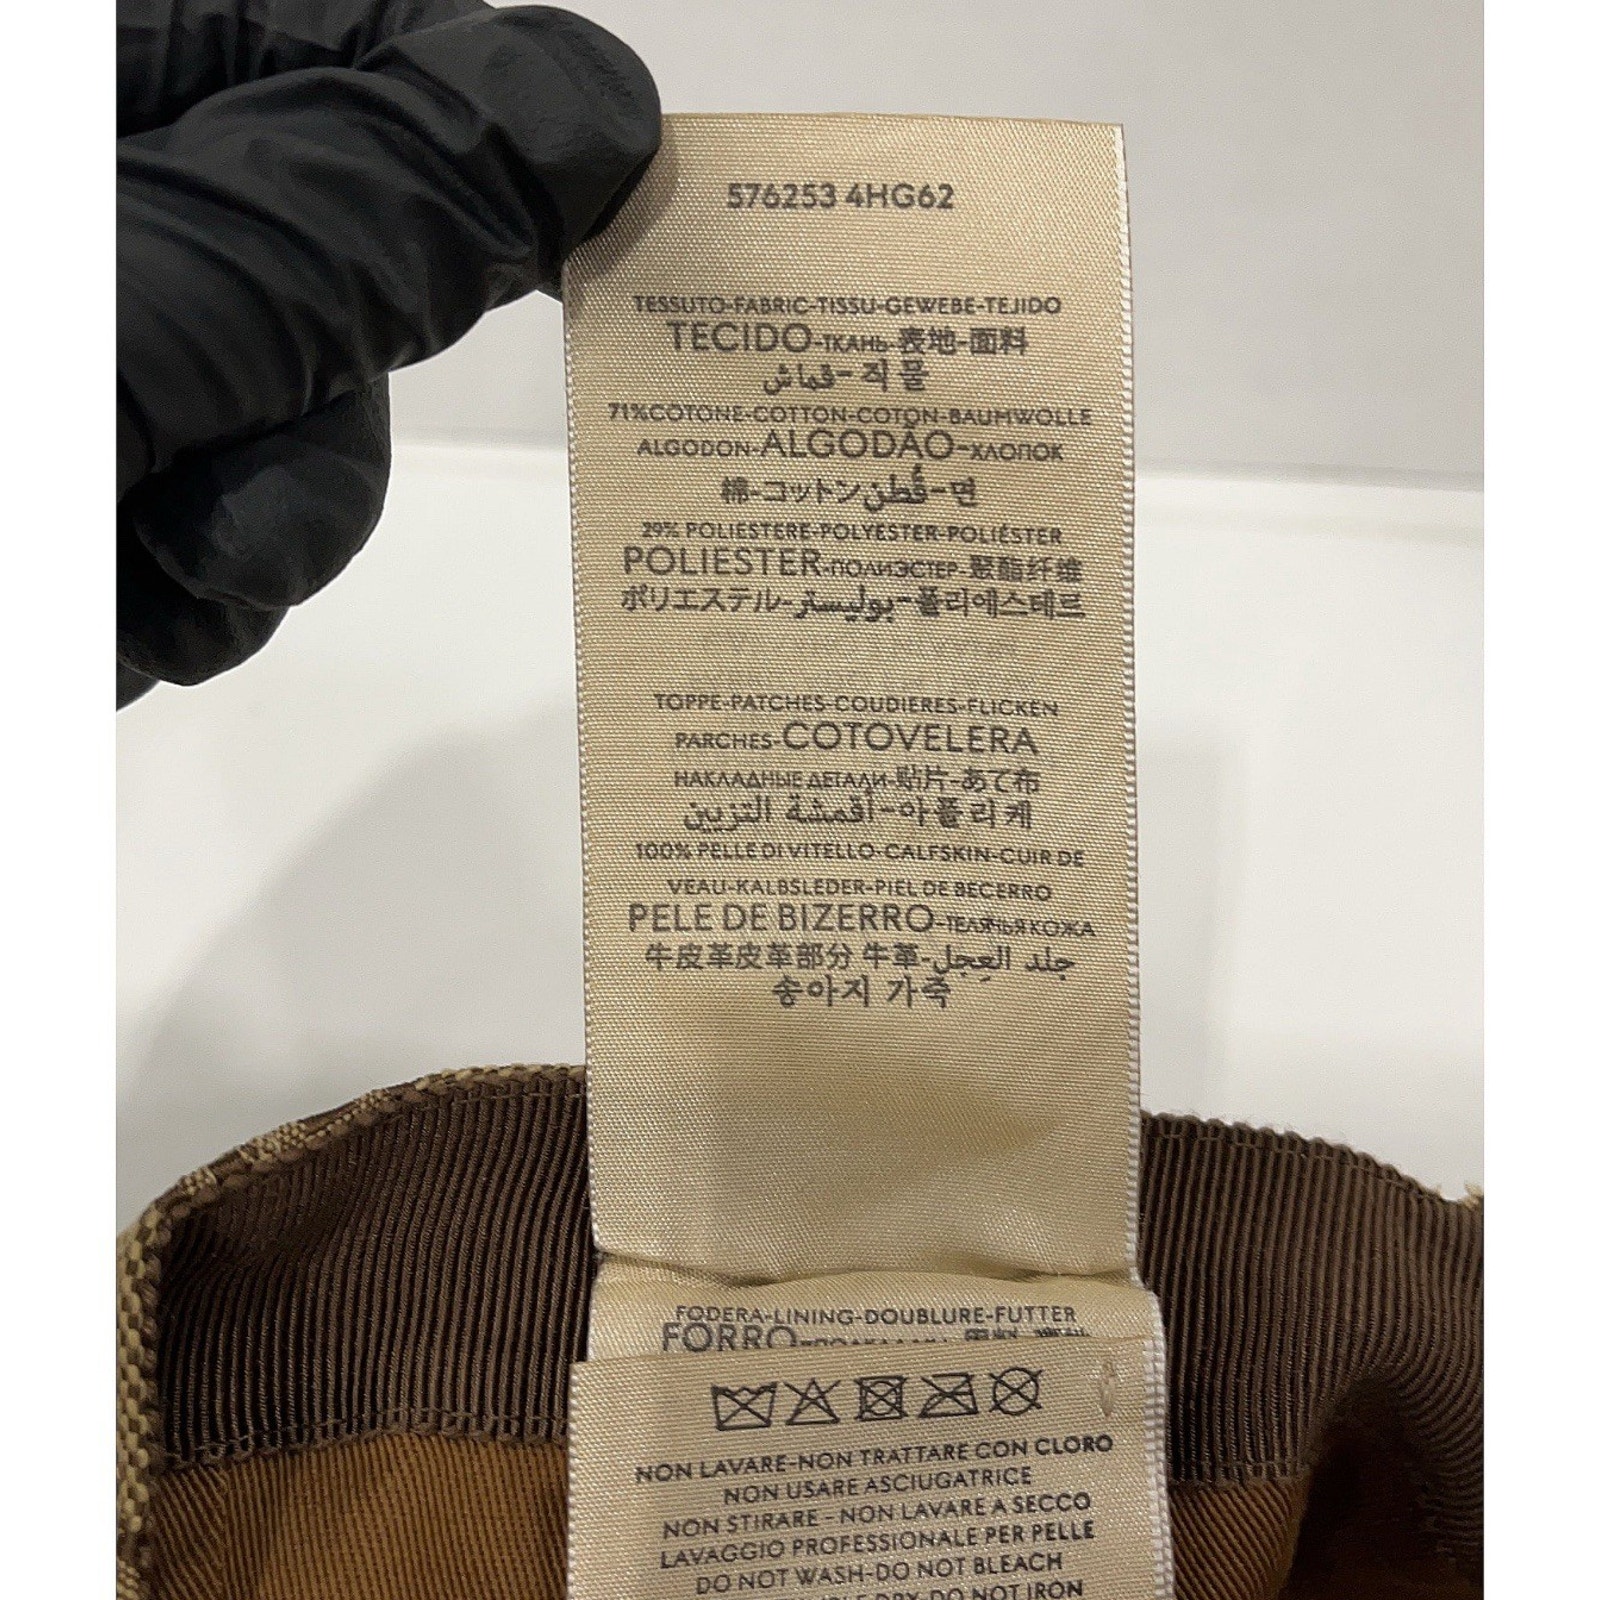 576253 4HG62
TESSUTO-FABRIC-TISSU-GEWEBE-TEJIDO
TECIDO-ТКАНЬ-表地-面料
قماش-직물
71%COTONE-COTTON-COTON-BAUMWOLLE
ALGODON-ALGODÃO-ХЛОПОК
棉-コットン-قُطن-면
29% POLIESTERE-POLYESTER-POLIÉSTER
POLIESTER-ПОЛИЭСТЕР-聚酯纤维
ポリエステル-بوليستر-폴리에스테르
TOPPE-PATCHES-COUDIERES-FLICKEN
PARCHES-COTOVELERA
НАКЛАДНЫЕ ДЕТАЛИ-贴片-あて布
أقمشة التزيين-아플리케
100% PELLE DI VITELLO-CALFSKIN-CUIR DE
VEAU-KALBSLEDER-PIEL DE BECERRO
PELE DE BIZERRO-ТЕЛЯЧЬЯ КОЖА
牛皮革皮革部分 牛革-جلد العِجل
송아지 가죽
FODERA-LINING-DOUBLURE-FUTTER
FORRO
NON LAVARE-NON TRATTARE CON CLORO
NON USARE ASCIUGATRICE
NON STIRARE-NON LAVARE A SECCO
LAVAGGIO PROFESSIONALE PER PELLE
DO NOT WASH-DO NOT BLEACH
DRY-DO NOT IRON